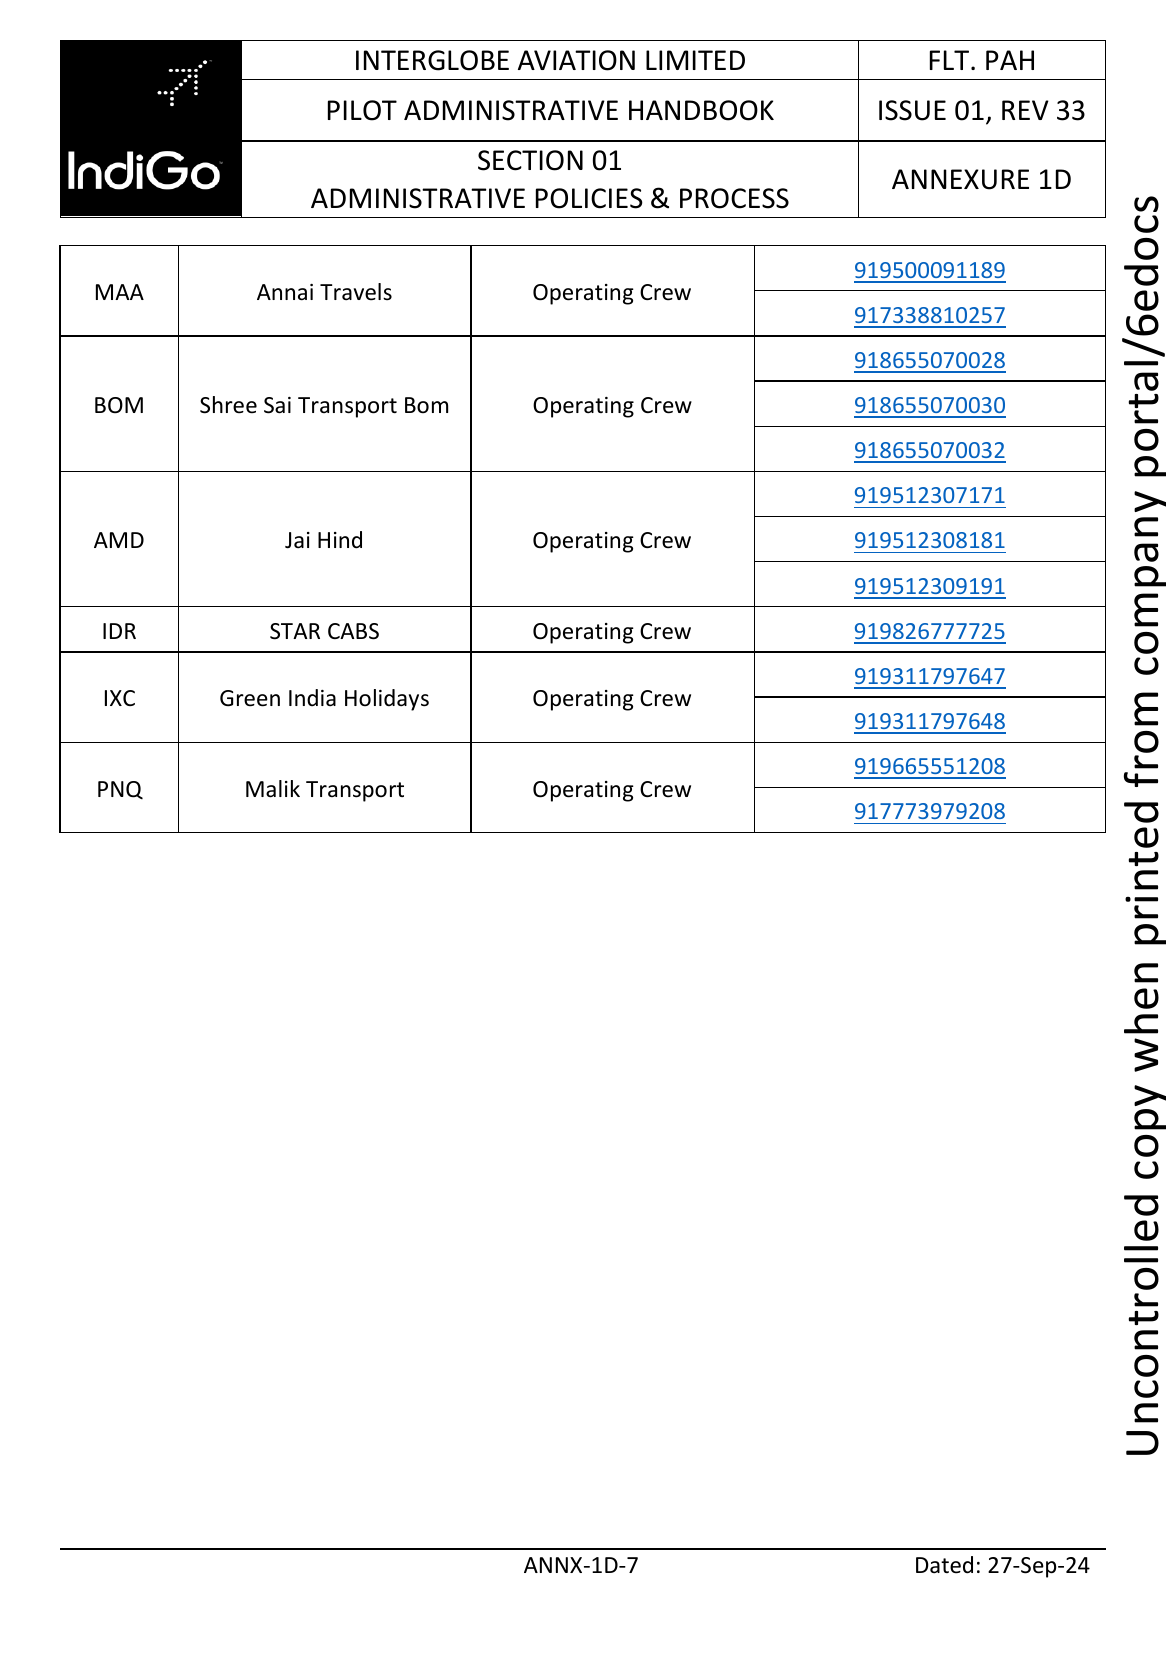 INTERGLOBE AVIATION LIMITED
FLT. PAH
PILOT ADMINISTRATIVE HANDBOOK
ISSUE 01, REV 33
IndiGo
SECTION 01
ADMINISTRATIVE POLICIES & PROCESS
ANNEXURE 1D
MAA
Annai Travels
Operating Crew
919500091189
917338810257
BOM
Shree Sai Transport Bom
Operating Crew
918655070028
918655070030
918655070032
AMD
Jai Hind
Operating Crew
919512307171
919512308181
919512309191
IDR
STAR CABS
Operating Crew
919826777725
IXC
Green India Holidays
Operating Crew
919311797647
919311797648
PNQ
Malik Transport
Operating Crew
919665551208
917773979208
Uncontrolled copy when printed from company portal/6edocs
ANNX-1D-7
Dated: 27-Sep-24